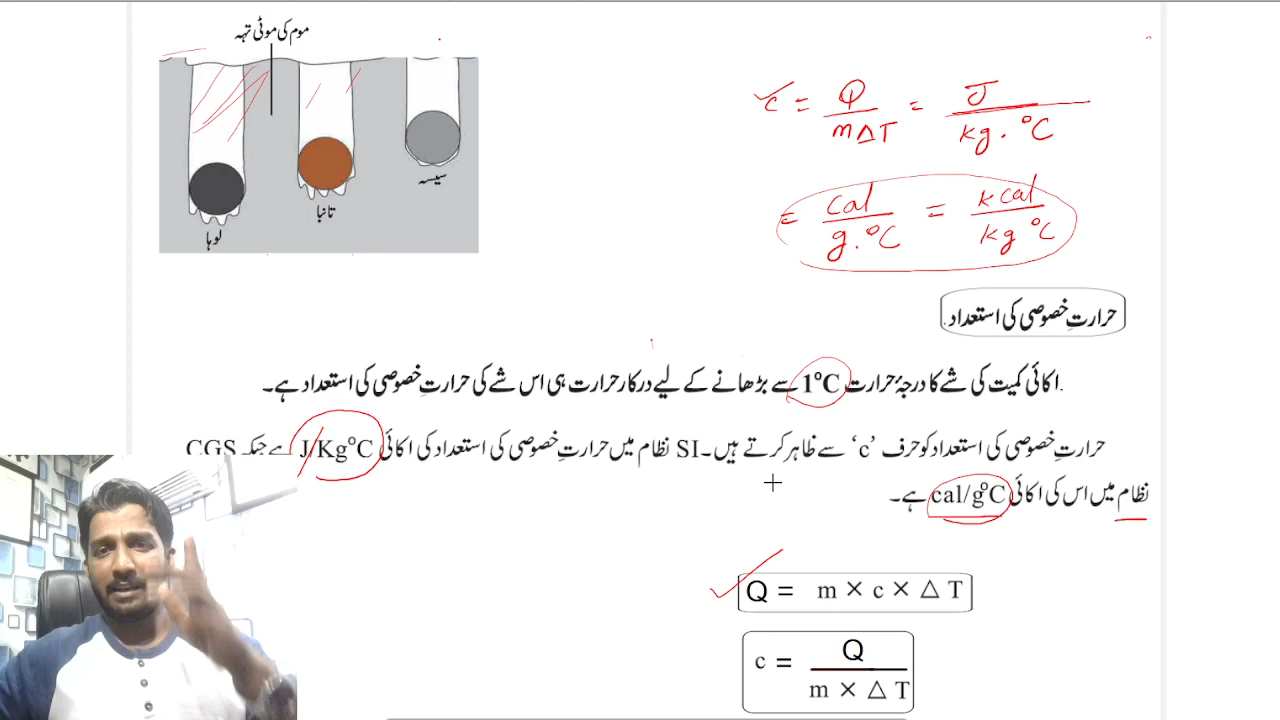 موم کی موٹی تہہ
سیسہ
تانبا
لوہا
c = Q / m∆T = J / kg.°C
= cal / g.°C = kcal / kg °C
حرارتِ خصوصی کی استعداد.
.اکائی کمیت کی شے کا درجۂ حرارت 1°C سے بڑھانے کے لیے درکار حرارت ہی اس شے کی حرارتِ خصوصی کی استعداد ہے۔
حرارتِ خصوصی کی استعداد کو حرف ’c‘ سے ظاہر کرتے ہیں۔ SI نظام میں حرارتِ خصوصی کی استعداد کی اکائی J/Kg°C ہے جبکہ CGS
نظام میں اس کی اکائی cal/g°C ہے۔
Q = m × c × △ T
c = Q / m × △ T